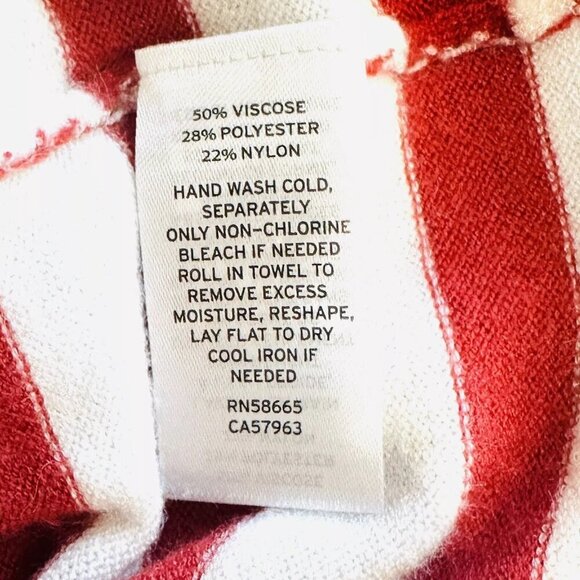 50% VISCOSE
28% POLYESTER
22% NYLON
HAND WASH COLD,
SEPARATELY
ONLY NON-CHLORINE
BLEACH IF NEEDED
ROLL IN TOWEL TO
REMOVE EXCESS
MOISTURE, RESHAPE,
LAY FLAT TO DRY
COOL IRON IF
NEEDED
RN58665
CA57963